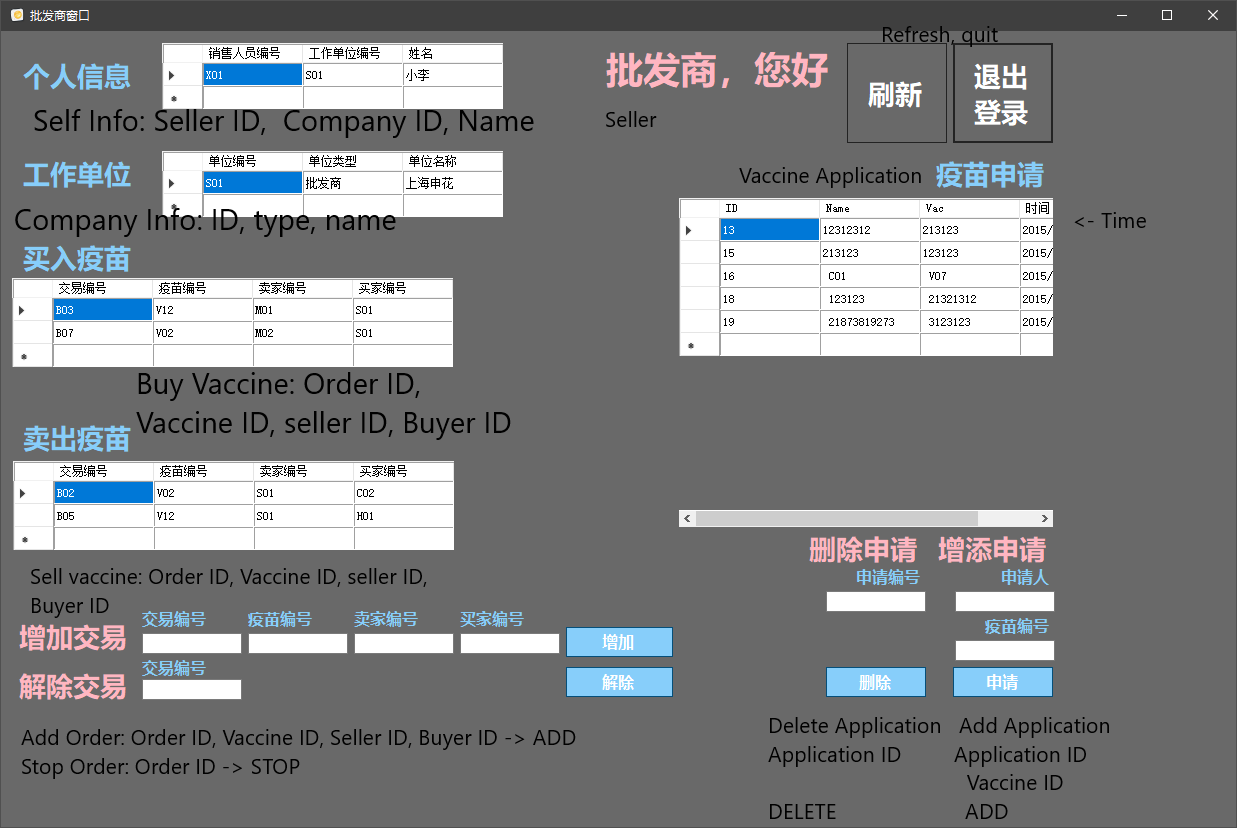 批发商窗口
Refresh, quit
个人信息
销售人员编号 工作单位编号 姓名
X01 S01 小李
Self Info: Seller ID, Company ID, Name
批发商，您好
Seller
刷新
退出
登录
工作单位
单位编号 单位类型 单位名称
S01 批发商 上海申花
Company Info: ID, type, name
Vaccine Application 疫苗申请
ID Name Vac 时间
13 12312312 213123 2015/
15 213123 123123 2015/
16 C01 V07 2015/
18 123123 21321312 2015/
19 21873819273 3123123 2015/
<- Time
买入疫苗
交易编号 疫苗编号 卖家编号 买家编号
B03 V12 M01 S01
B07 V02 M02 S01
Buy Vaccine: Order ID,
Vaccine ID, seller ID, Buyer ID
卖出疫苗
交易编号 疫苗编号 卖家编号 买家编号
B02 V02 S01 C02
B05 V12 S01 H01
Sell vaccine: Order ID, Vaccine ID, seller ID,
Buyer ID
增加交易
交易编号 疫苗编号 卖家编号 买家编号
增加
解除交易
交易编号
解除
Add Order: Order ID, Vaccine ID, Seller ID, Buyer ID -> ADD
Stop Order: Order ID -> STOP
删除申请 增添申请
申请编号 申请人
疫苗编号
删除 申请
Delete Application Add Application
Application ID Application ID
Vaccine ID
DELETE ADD